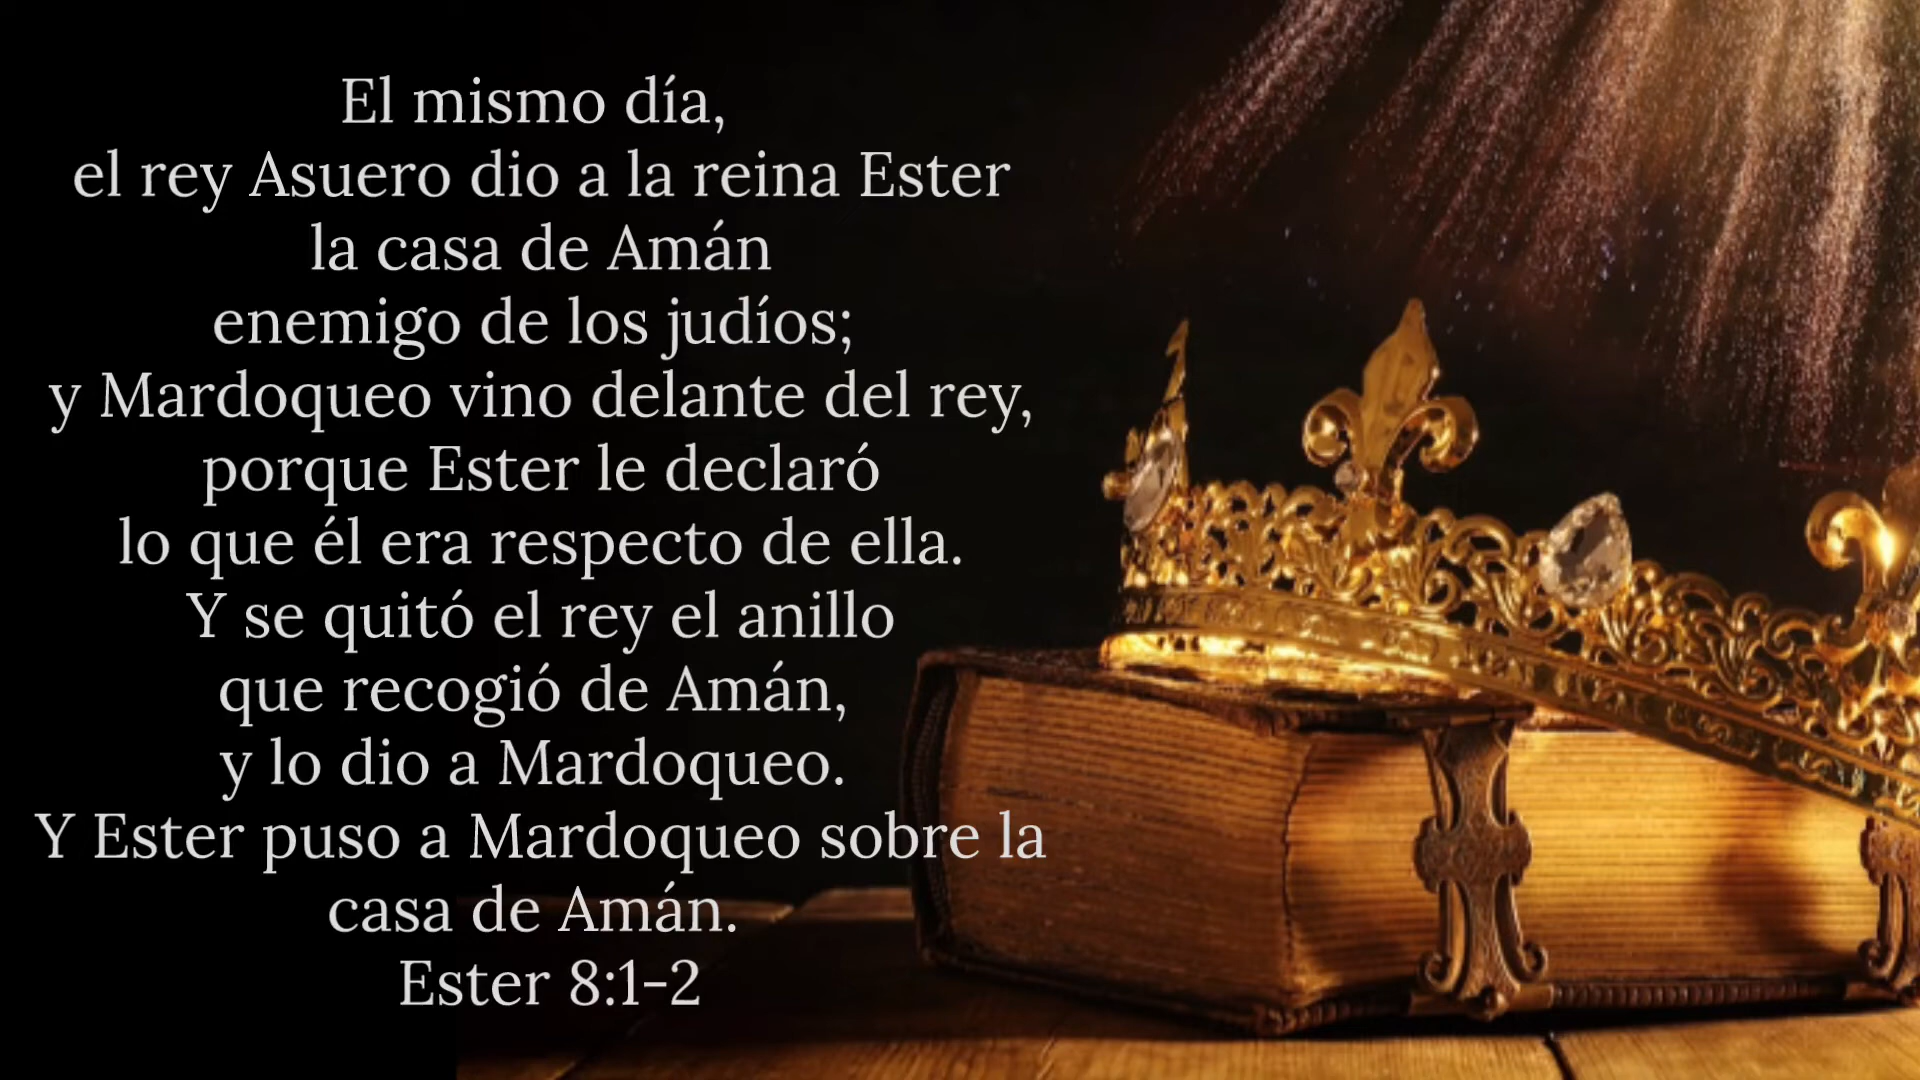 El mismo día,
el rey Asuero dio a la reina Ester
la casa de Amán
enemigo de los judíos;
y Mardoqueo vino delante del rey,
porque Ester le declaró
lo que él era respecto de ella.
Y se quitó el rey el anillo
que recogió de Amán,
y lo dio a Mardoqueo.
Y Ester puso a Mardoqueo sobre la
casa de Amán.
Ester 8:1-2